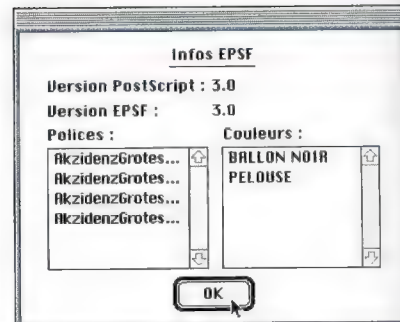 Infos EPSF
Version PostScript : 3.0
Version EPSF : 3.0
Polices : Couleurs :
AkzidenzGrotes... BALLON NOIR
AkzidenzGrotes... PELOUSE
AkzidenzGrotes...
AkzidenzGrotes...
OK